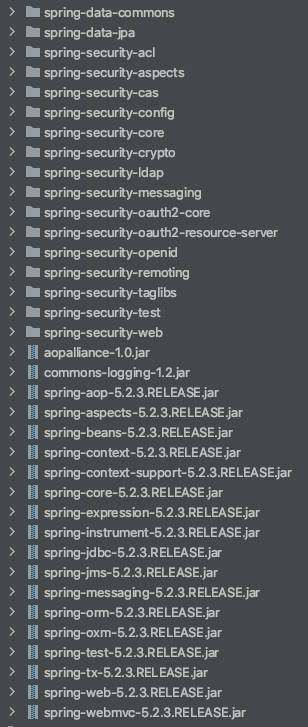 spring-data-commons
spring-data-jpa
spring-security-acl
spring-security-aspects
spring-security-cas
spring-security-config
spring-security-core
spring-security-crypto
spring-security-ldap
spring-security-messaging
spring-security-oauth2-core
spring-security-oauth2-resource-server
spring-security-openid
spring-security-remoting
spring-security-taglibs
spring-security-test
spring-security-web
aopalliance-1.0.jar
commons-logging-1.2.jar
spring-aop-5.2.3.RELEASE.jar
spring-aspects-5.2.3.RELEASE.jar
spring-beans-5.2.3.RELEASE.jar
spring-context-5.2.3.RELEASE.jar
spring-context-support-5.2.3.RELEASE.jar
spring-core-5.2.3.RELEASE.jar
spring-expression-5.2.3.RELEASE.jar
spring-instrument-5.2.3.RELEASE.jar
spring-jdbc-5.2.3.RELEASE.jar
spring-jms-5.2.3.RELEASE.jar
spring-messaging-5.2.3.RELEASE.jar
spring-orm-5.2.3.RELEASE.jar
spring-oxm-5.2.3.RELEASE.jar
spring-test-5.2.3.RELEASE.jar
spring-tx-5.2.3.RELEASE.jar
spring-web-5.2.3.RELEASE.jar
spring-webmvc-5.2.3.RELEASE.jar